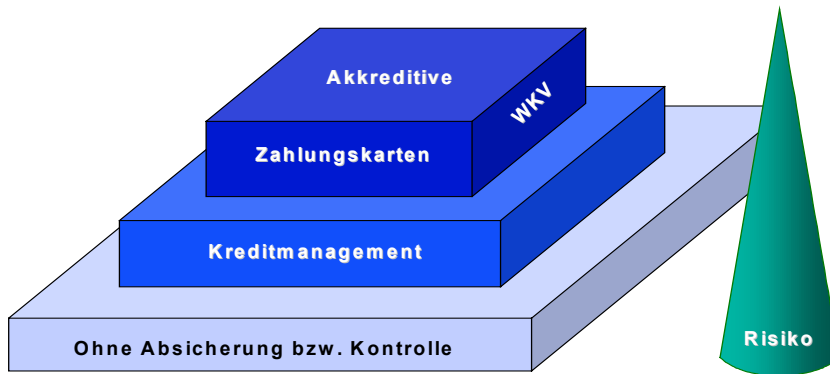 Akkreditive
WKV
Zahlungskarten
Kreditmanagement
Risiko
Ohne Absicherung bzw. Kontrolle